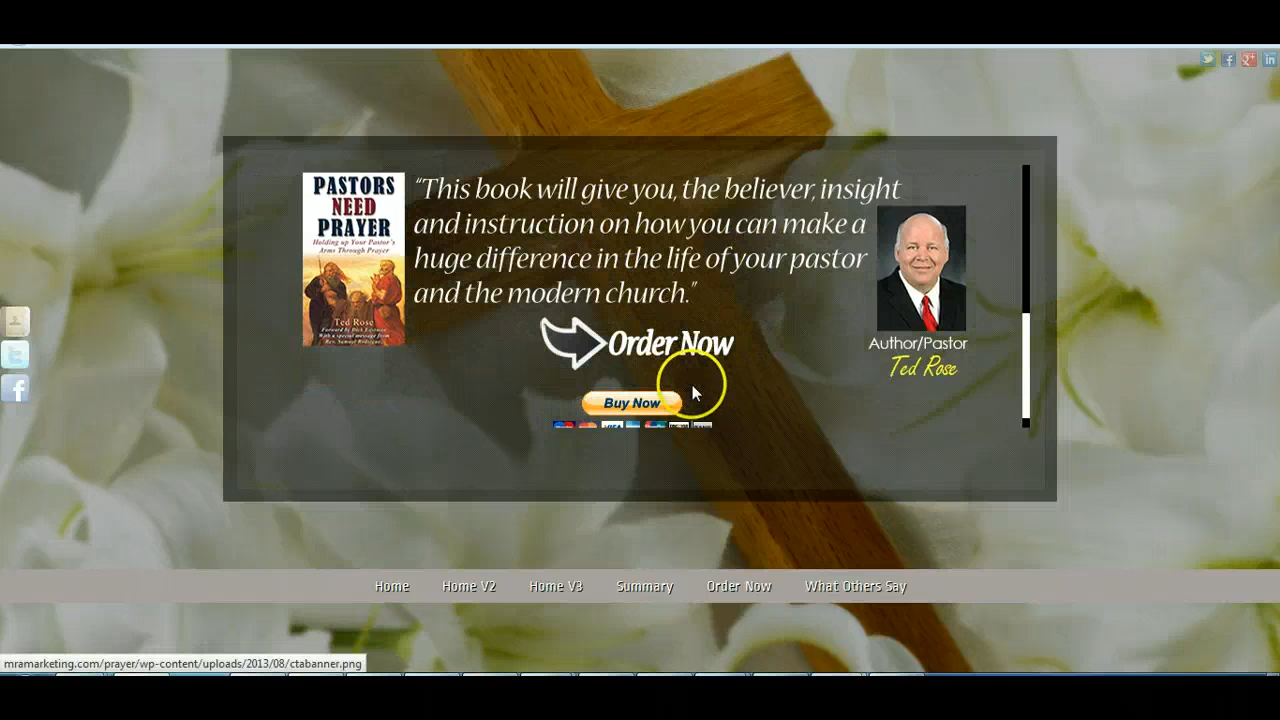 PASTORS
NEED
PRAYER
Holding up Your Pastor's
Arms Through Prayer
Ted Rose
“This book will give you, the believer, insight
and instruction on how you can make a
huge difference in the life of your pastor
and the modern church.”
Order Now
Author/Pastor
Ted Rose
Buy Now
VISA
Home Home V2 Home V3 Summary Order Now What Others Say
mramarketing.com/prayer/wp-content/uploads/2013/08/ctabanner.png